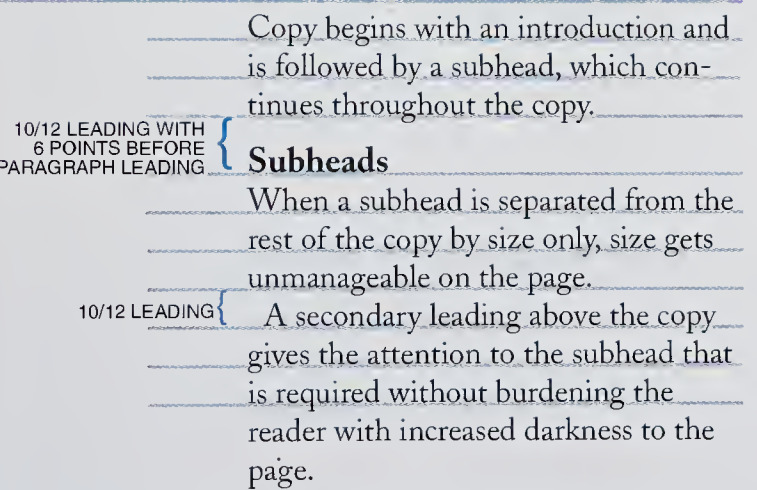 Copy begins with an introduction and
is followed by a subhead, which con-
tinues throughout the copy.
10/12 LEADING WITH
6 POINTS BEFORE
PARAGRAPH LEADING
Subheads
When a subhead is separated from the
rest of the copy by size only, size gets
unmanageable on the page.
10/12 LEADING
A secondary leading above the copy
gives the attention to the subhead that
is required without burdening the
reader with increased darkness to the
page.